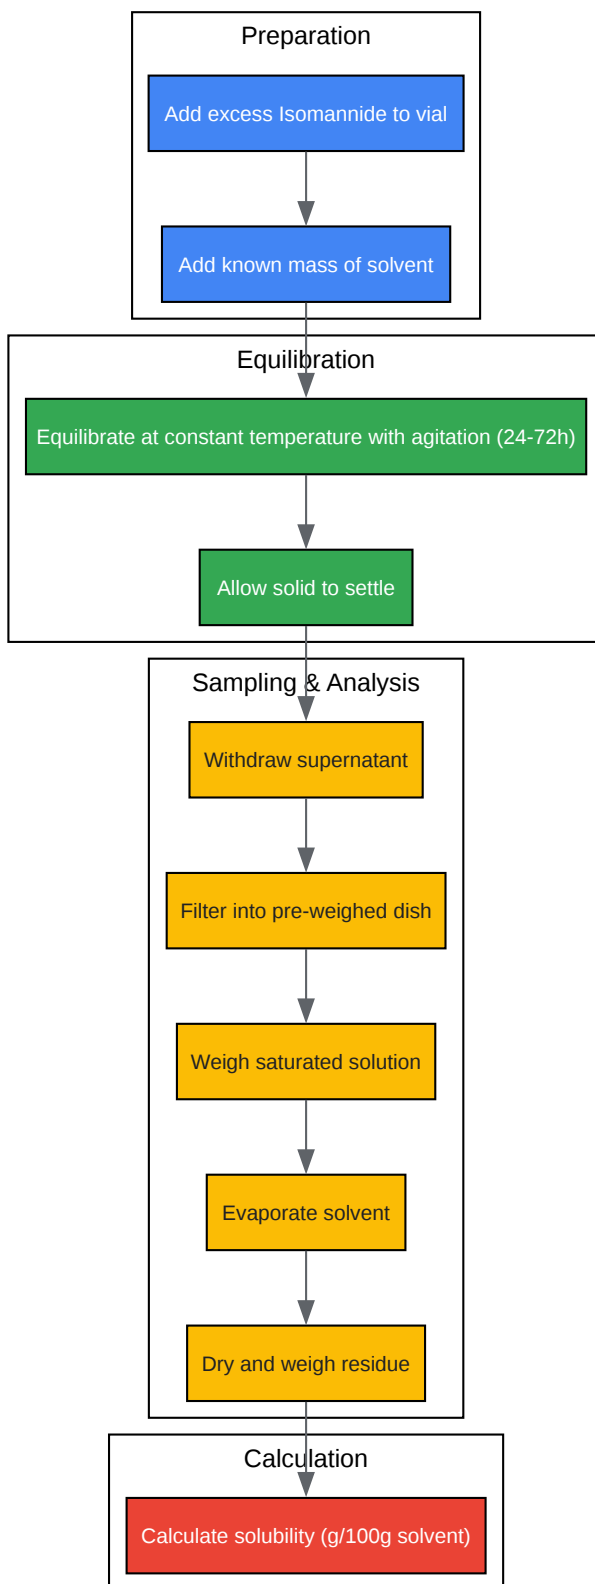 Preparation
Add excess Isomannide to vial
Add known mass of solvent
Equilibration
Equilibrate at constant temperature with agitation (24-72h)
Allow solid to settle
Sampling & Analysis
Withdraw supernatant
Filter into pre-weighed dish
Weigh saturated solution
Evaporate solvent
Dry and weigh residue
Calculation
Calculate solubility (g/100g solvent)